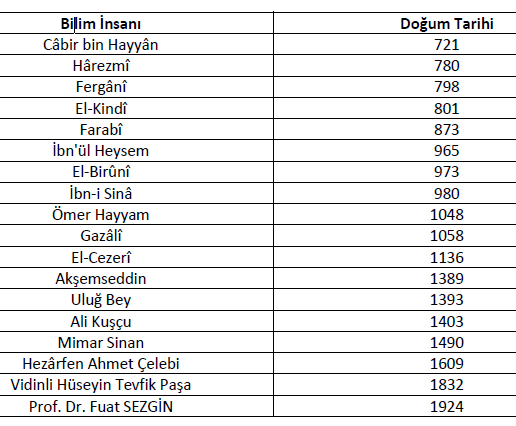 Bilim İnsanı Doğum Tarihi
Câbir bin Hayyân 721
Hârezmî 780
Fergânî 798
El-Kindî 801
Farabî 873
İbn'ül Heysem 965
El-Birûnî 973
İbn-i Sinâ 980
Ömer Hayyam 1048
Gazâlî 1058
El-Cezerî 1136
Akşemseddin 1389
Uluğ Bey 1393
Ali Kuşçu 1403
Mimar Sinan 1490
Hezârfen Ahmet Çelebi 1609
Vidinli Hüseyin Tevfik Paşa 1832
Prof. Dr. Fuat SEZGİN 1924